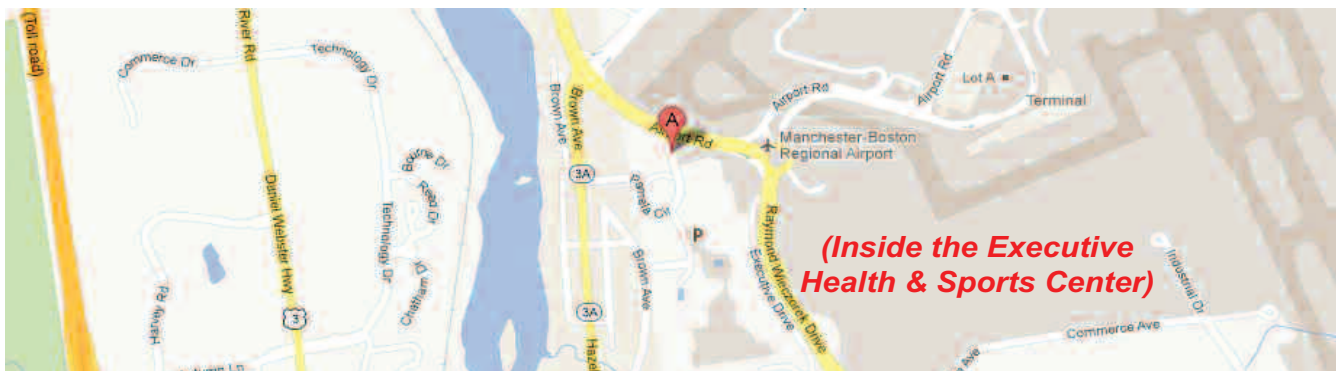 (Toll road)
River Rd
Commerce Dr
Technology Dr
Bourne Dr
Reed Dr
Daniel Webster Hwy
Technology Dr
Chatham Dr
Harvey Rd
3
Brown Ave
Brown Ave
3A
A
Airport Rd
Airport Rd
Airport Rd
Lot A
Terminal
Manchester-Boston
Regional Airport
Pamela Cir
P
Brown Ave
3A
Raymond Wieczorek Drive
Executive Drive
(Inside the Executive
Health & Sports Center)
Industrial Dr
Commerce Ave